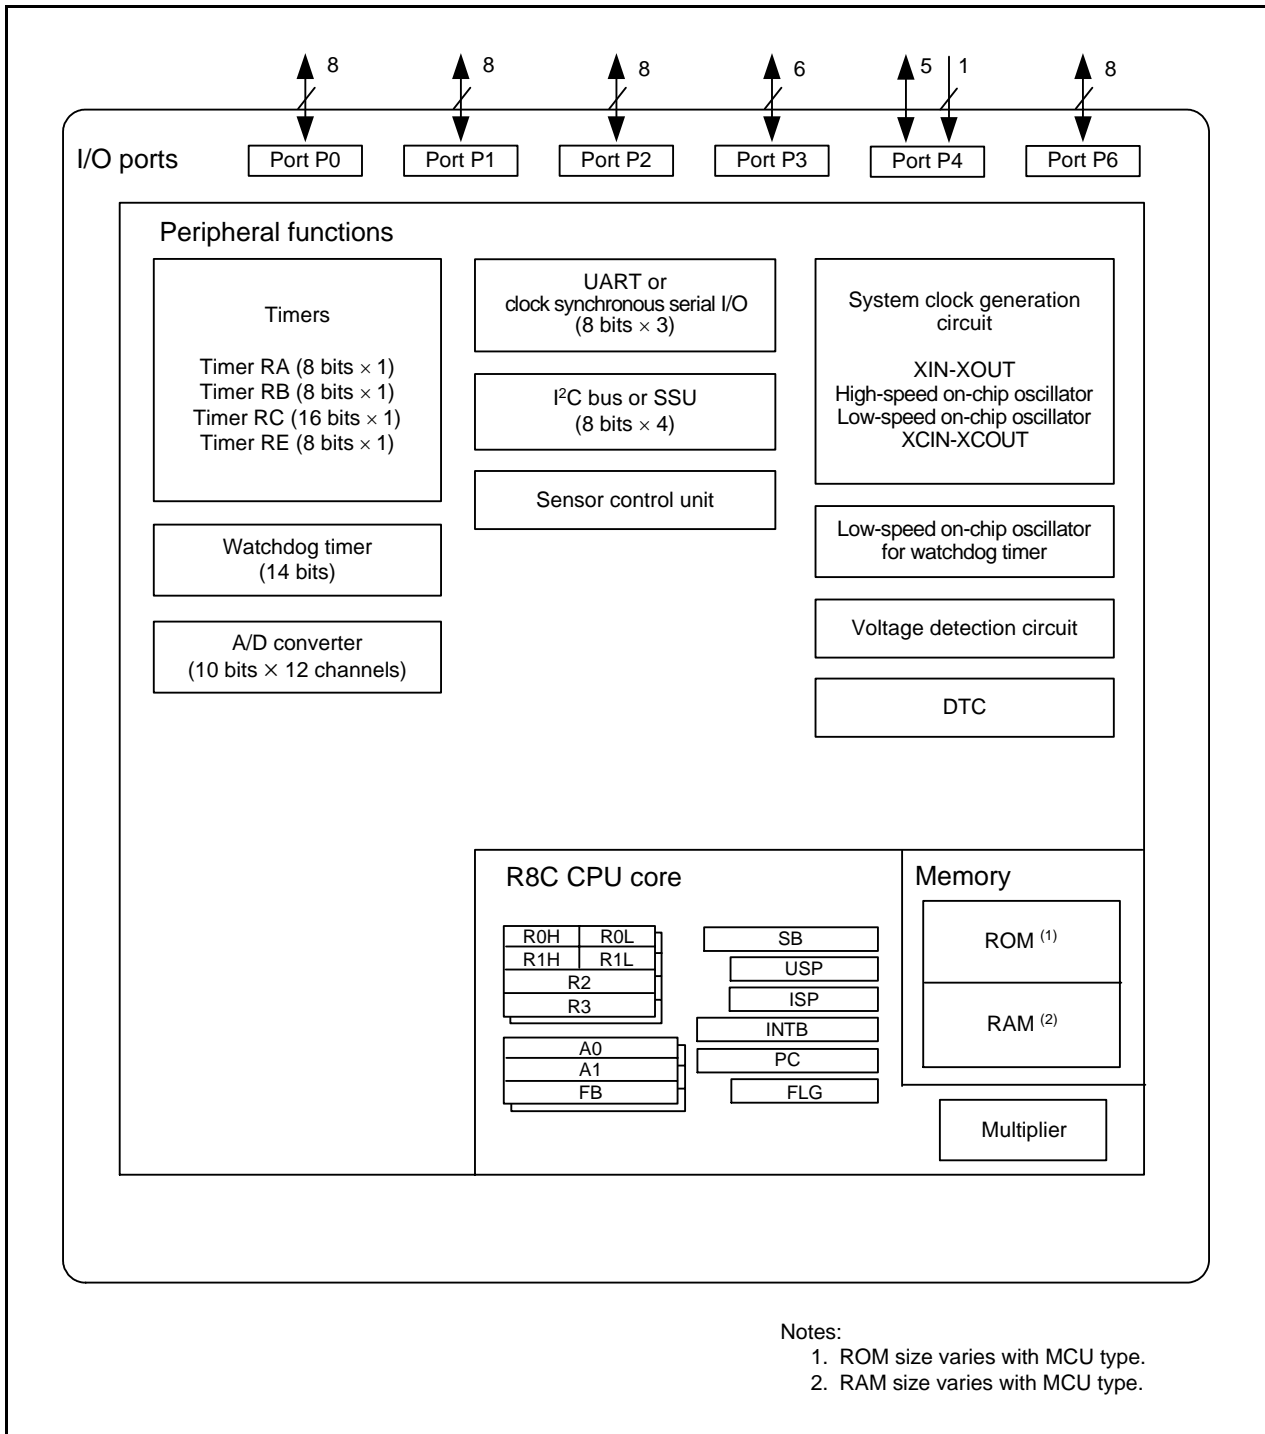 8 8 8 6 5 1 8
I/O ports
Port P0
Port P1
Port P2
Port P3
Port P4
Port P6
Peripheral functions
Timers
Timer RA (8 bits × 1)
Timer RB (8 bits × 1)
Timer RC (16 bits × 1)
Timer RE (8 bits × 1)
Watchdog timer
(14 bits)
A/D converter
(10 bits × 12 channels)
UART or
clock synchronous serial I/O
(8 bits × 3)
I²C bus or SSU
(8 bits × 4)
Sensor control unit
System clock generation
circuit
XIN-XOUT
High-speed on-chip oscillator
Low-speed on-chip oscillator
XCIN-XCOUT
Low-speed on-chip oscillator
for watchdog timer
Voltage detection circuit
DTC
R8C CPU core
R0H R0L
R1H R1L
R2
R3
A0
A1
FB
SB
USP
ISP
INTB
PC
FLG
Memory
ROM (1)
RAM (2)
Multiplier
Notes:
1. ROM size varies with MCU type.
2. RAM size varies with MCU type.